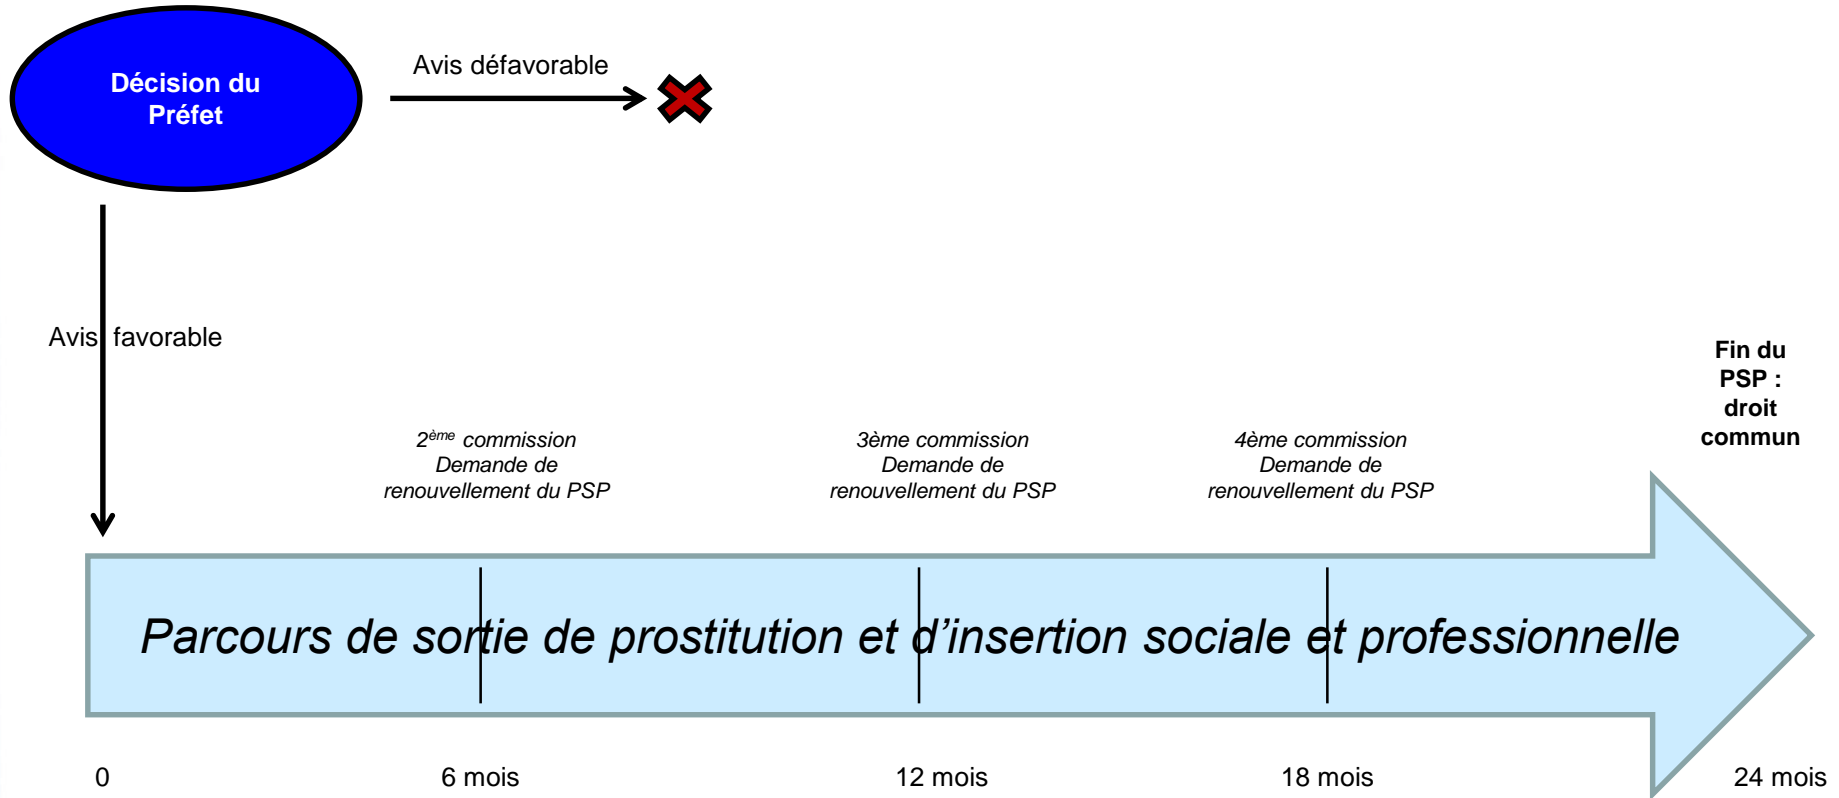 Décision du
Préfet
Avis défavorable
Avis favorable
Fin du
PSP :
droit
commun
2ème commission
Demande de
renouvellement du PSP
3ème commission
Demande de
renouvellement du PSP
4ème commission
Demande de
renouvellement du PSP
Parcours de sortie de prostitution et d’insertion sociale et professionnelle
0
6 mois
12 mois
18 mois
24 mois